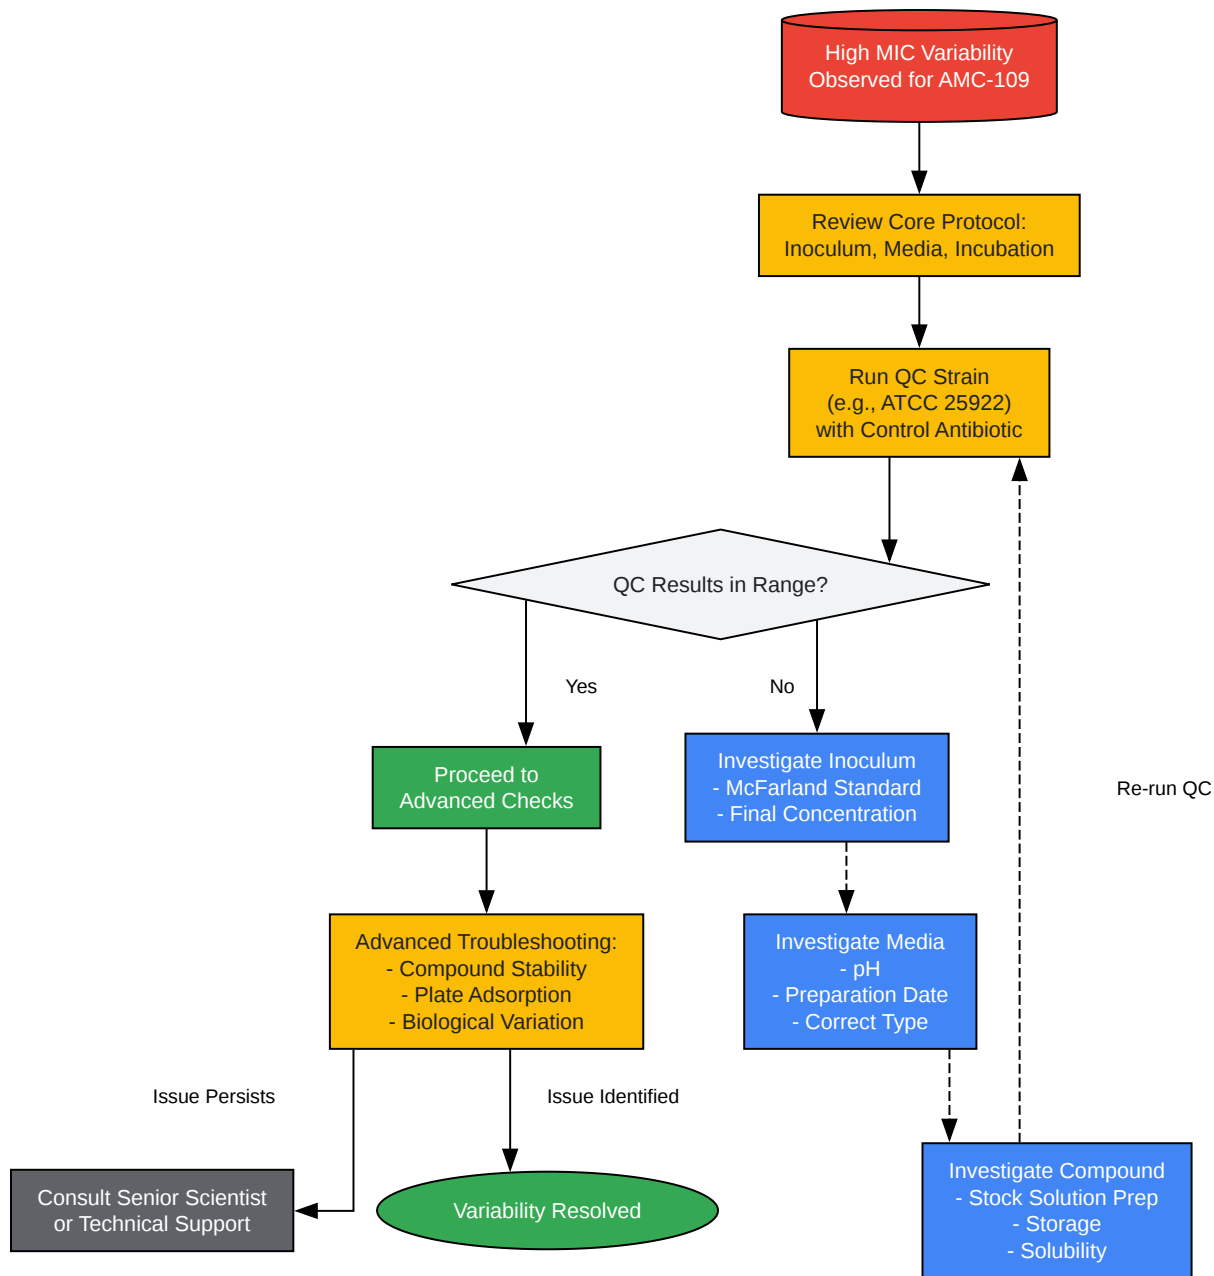 High MIC Variability
Observed for AMC-109
Review Core Protocol:
Inoculum, Media, Incubation
Run QC Strain
(e.g., ATCC 25922)
with Control Antibiotic
QC Results in Range?
Yes
No
Proceed to
Advanced Checks
Investigate Inoculum
- McFarland Standard
- Final Concentration
Re-run QC
Advanced Troubleshooting:
- Compound Stability
- Plate Adsorption
- Biological Variation
Investigate Media
- pH
- Preparation Date
- Correct Type
Issue Persists
Issue Identified
Consult Senior Scientist
or Technical Support
Variability Resolved
Investigate Compound
- Stock Solution Prep
- Storage
- Solubility